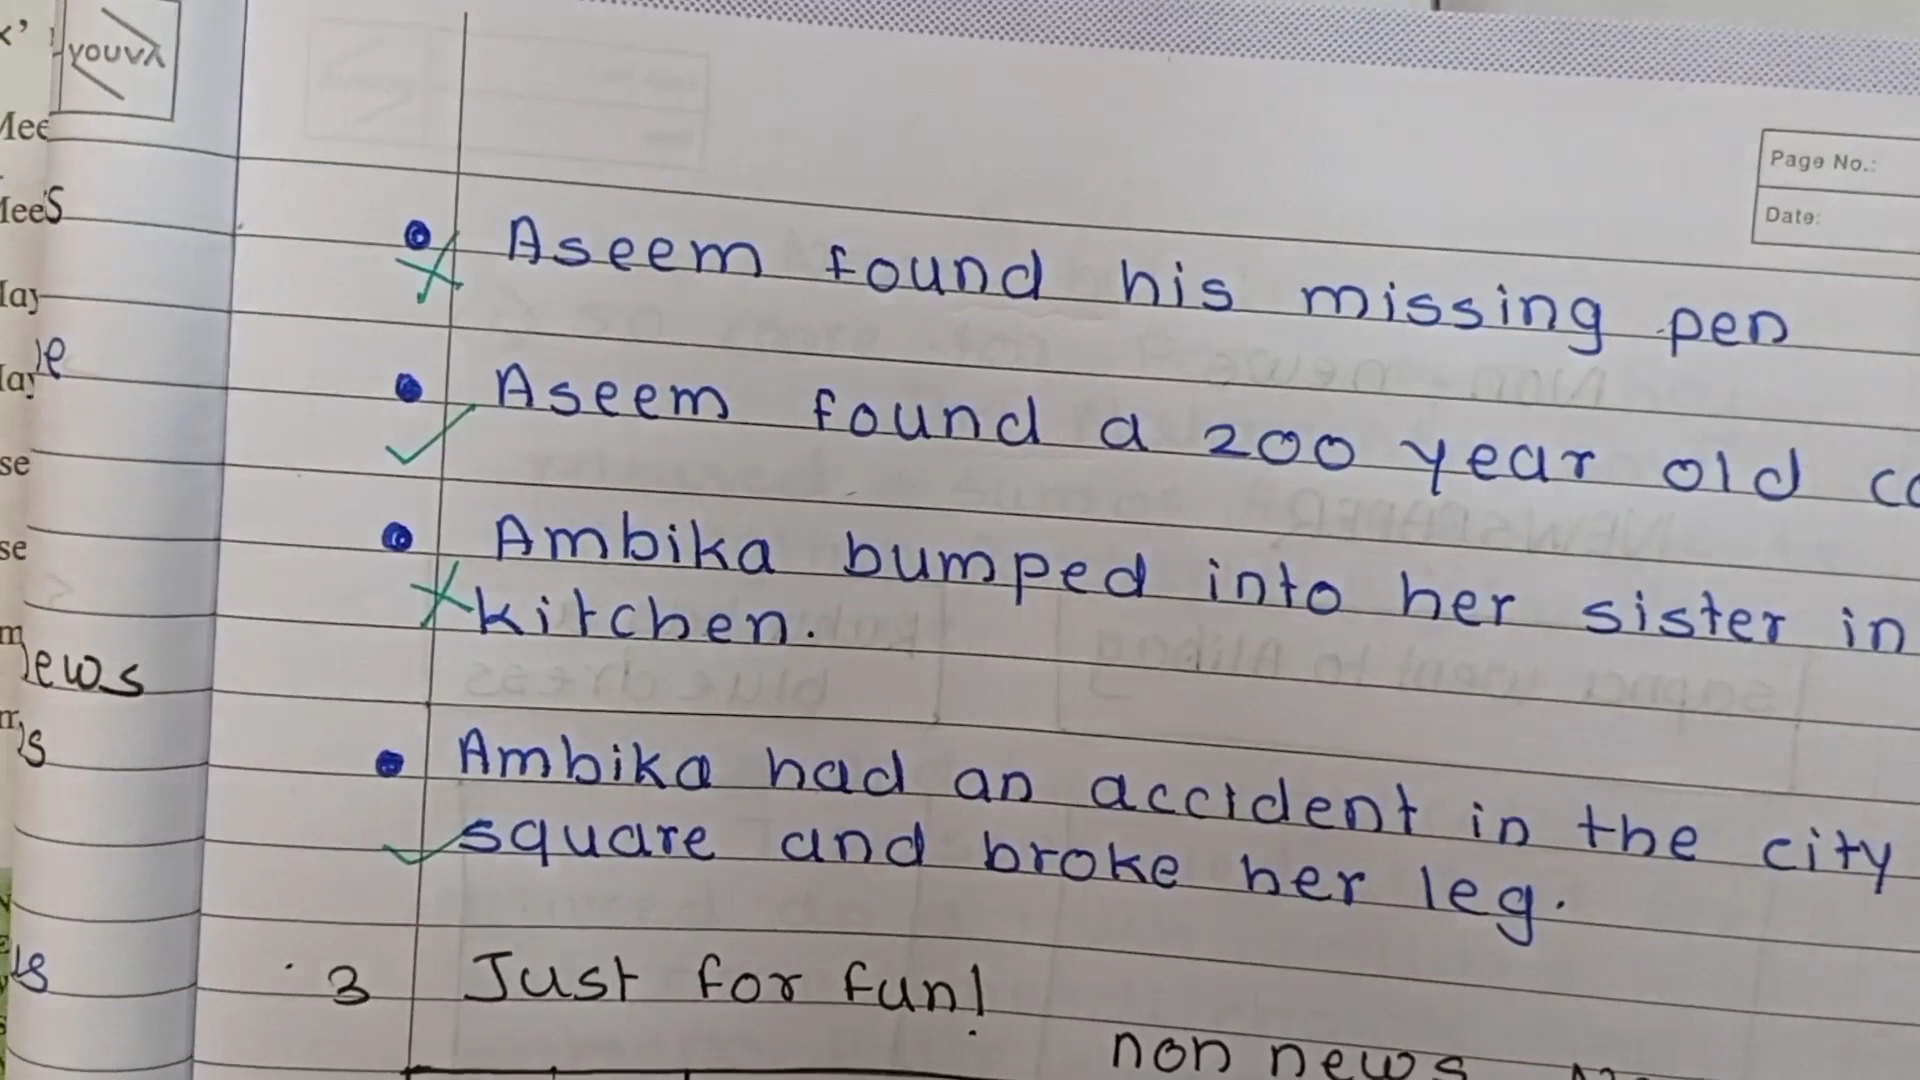 YOUVA
Page No.:
Date:
Aseem found his missing pen
Aseem found a 200 year old
Ambika bumped into her sister in
kitchen.
Ambika had an accident in the city
square and broke her leg.
3 Just for fun!
non news